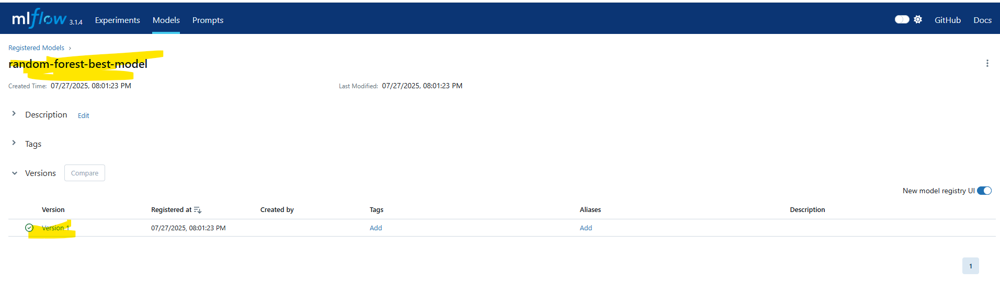 mlflow 3.1.4 Experiments Models Prompts GitHub Docs
Registered Models ›
random-forest-best-model
Created Time: 07/27/2025, 08:01:23 PM Last Modified: 07/27/2025, 08:01:23 PM
Description Edit
Tags
Versions Compare
New model registry UI
Version Registered at Created by Tags Aliases Description
Version 1 07/27/2025, 08:01:23 PM Add Add
1